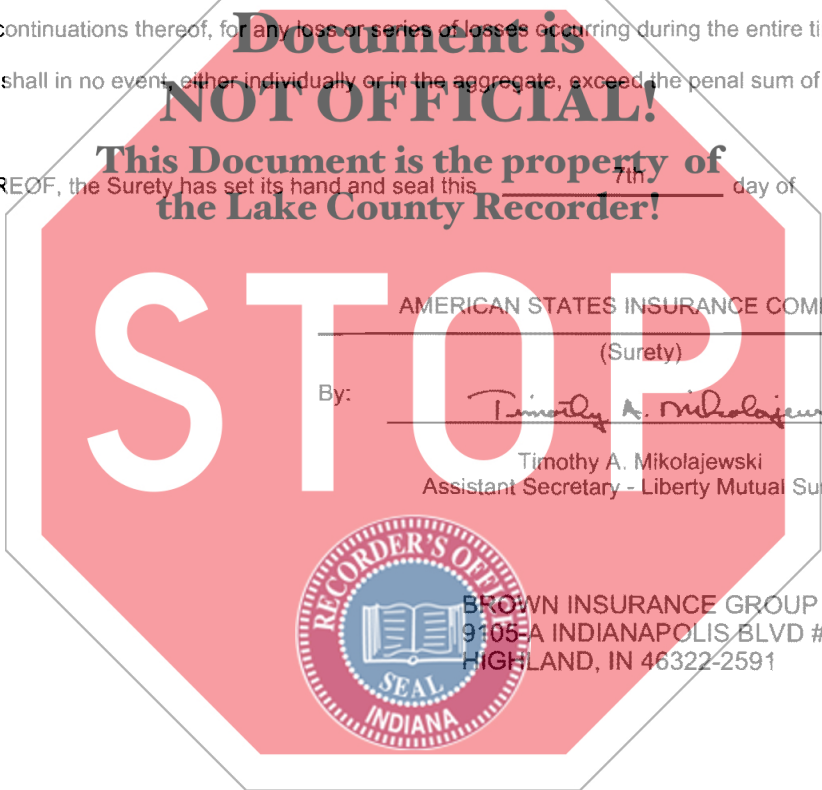 continuations thereof, for any loss or series of losses occurring during the entire ti
Document is
shall in no event, either individually or in the aggregate, exceed the penal sum of
NOT OFFICIAL!
This Document is the property of
REOF, the Surety has set its hand and seal this 7th day of
the Lake County Recorder!
STOP
AMERICAN STATES INSURANCE COM
(Surety)
By: Timothy A. Mikolajew
Timothy A. Mikolajewski
Assistant Secretary - Liberty Mutual Su
RECORDER'S OFFICE
SEAL
INDIANA
BROWN INSURANCE GROUP
9105-A INDIANAPOLIS BLVD #
HIGHLAND, IN 46322-2591